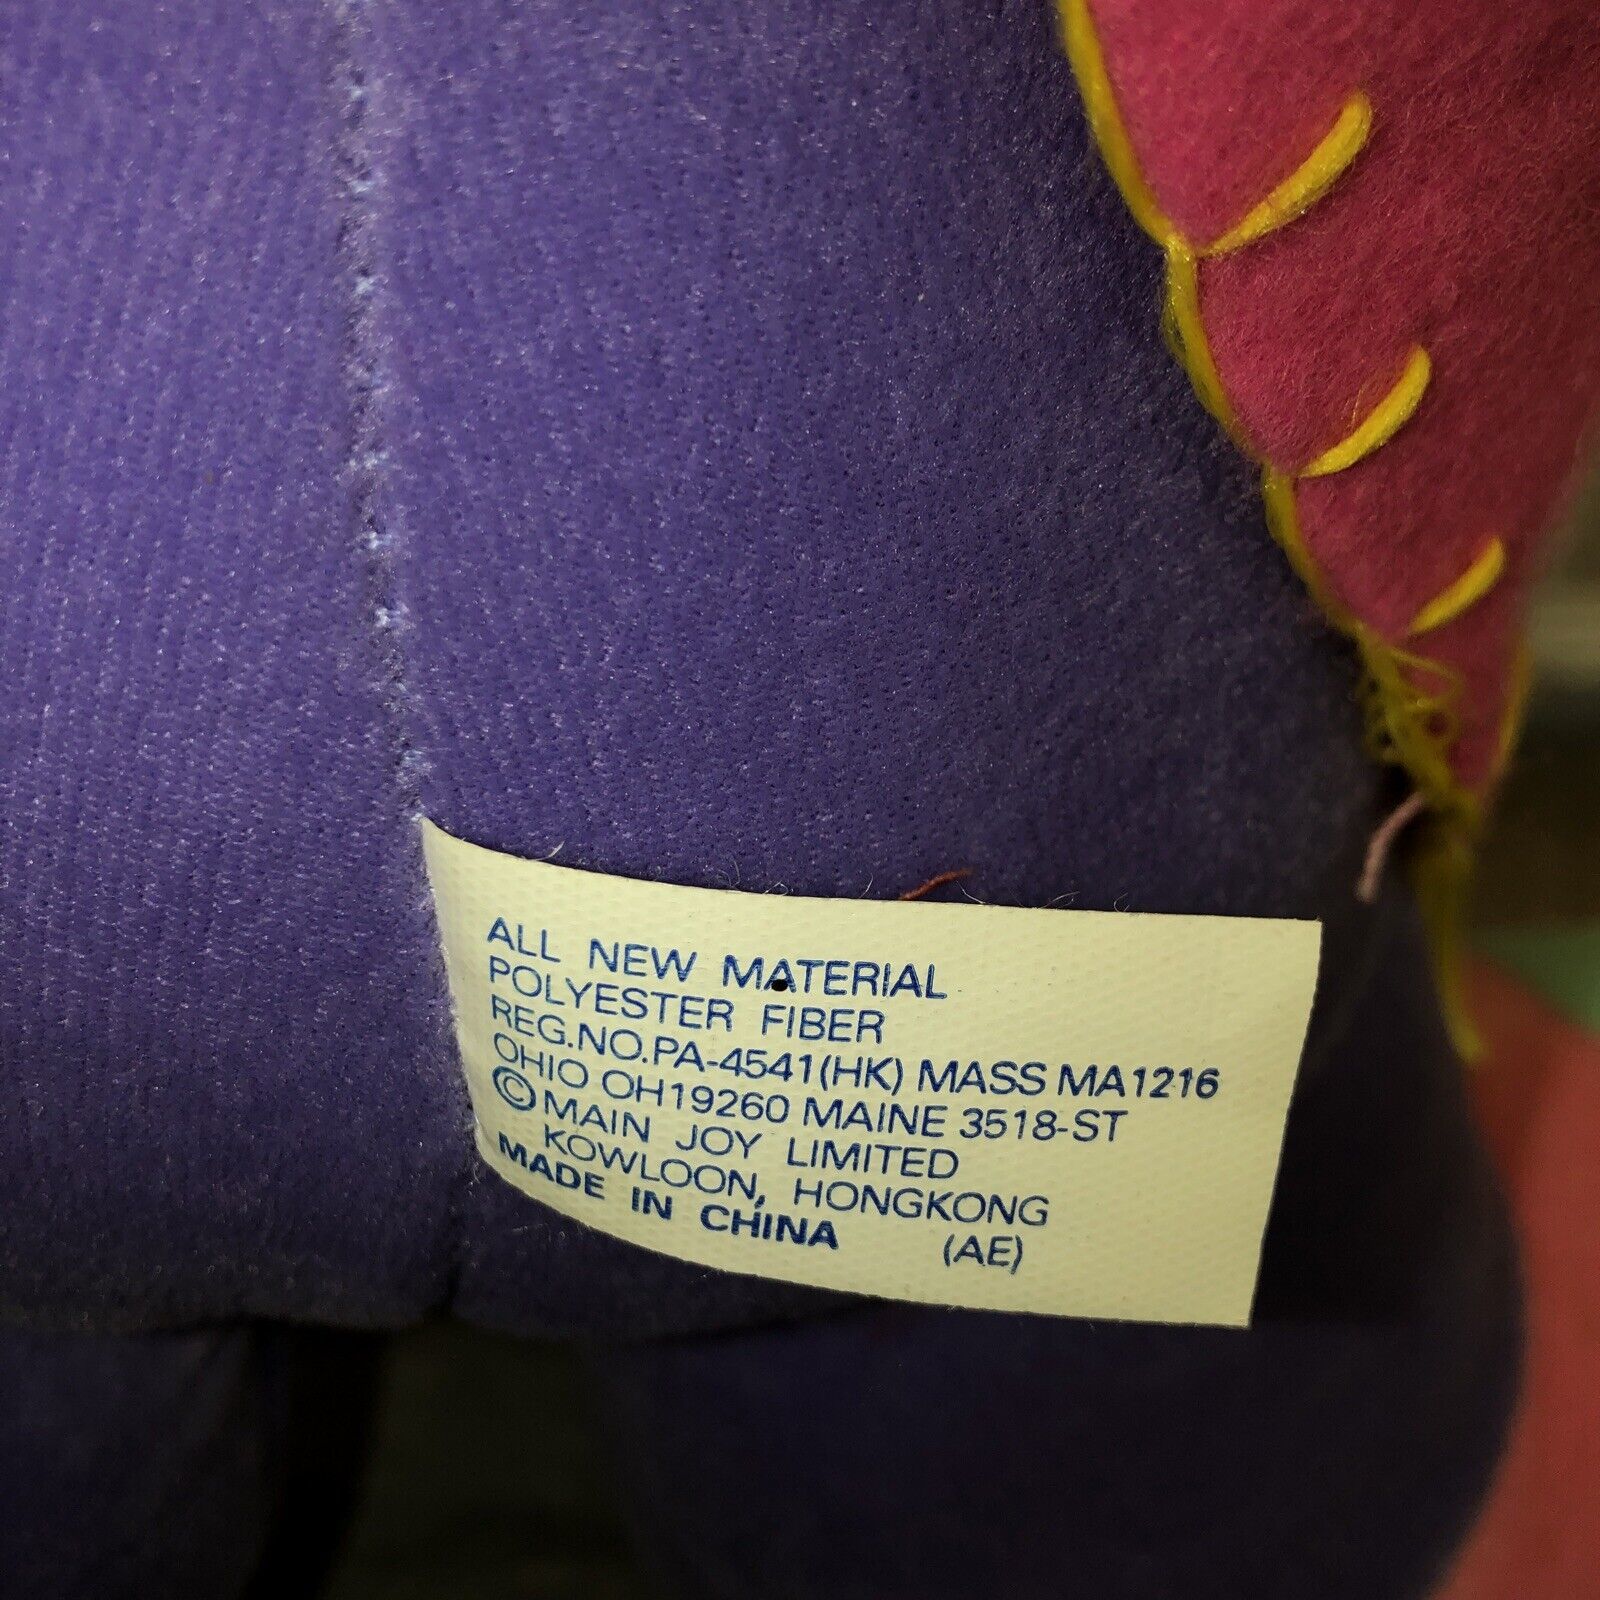 ALL NEW MATERIAL
POLYESTER FIBER
REG.NO.PA-4541(HK) MASS MA1216
OHIO OH19260 MAINE 3518-ST
©MAIN JOY LIMITED
KOWLOON, HONGKONG
MADE IN CHINA (AE)